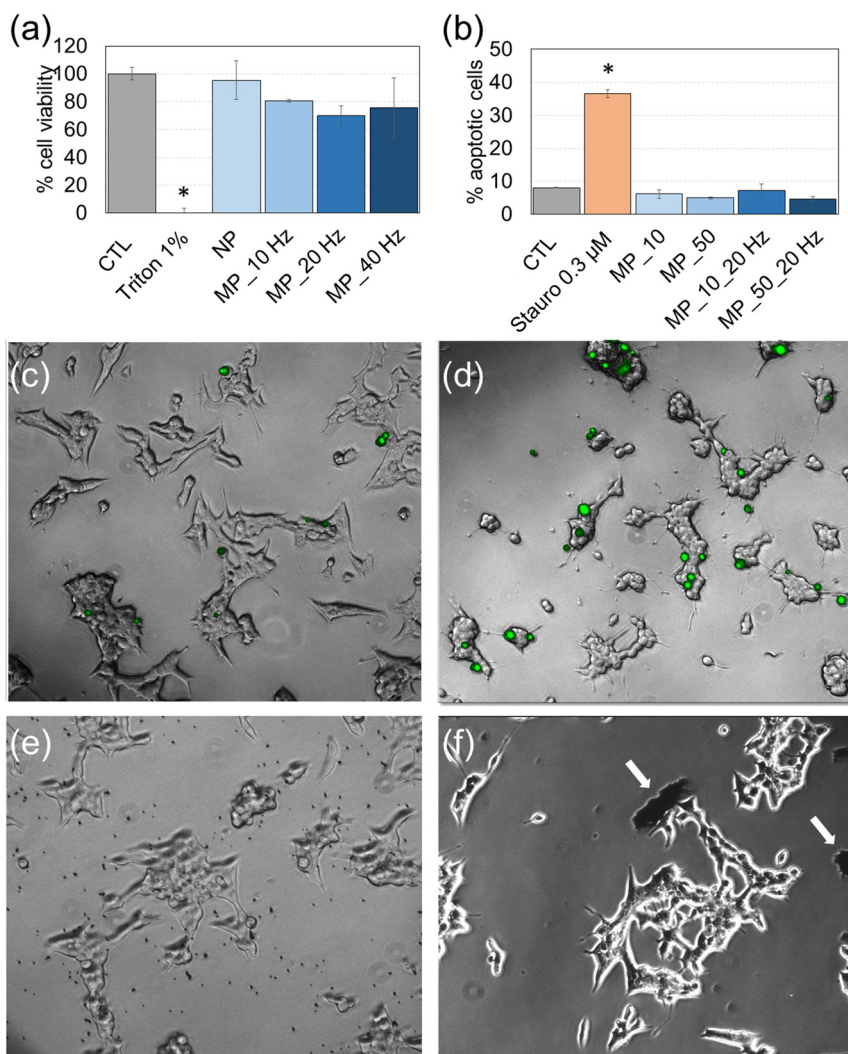 (a)
120
100
80
60
40
20
0
% cell viability
*
CTL
Triton 1%
NP
MP_10 Hz
MP_20 Hz
MP_40 Hz
(b)
50
40
30
20
10
0
% aoptotic cells
*
CTL
Stauro 0.3 µM
MP_10
MP_50
MP_10_20 Hz
MP_50_20 Hz
(c)
(d)
(e)
(f)